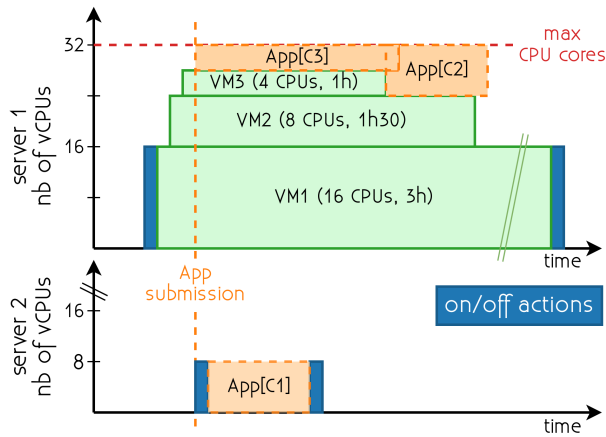 max
CPU cores
32
App[C3]
App[C2]
VM3 (4 CPUs, 1h)
VM2 (8 CPUs, 1h30)
16
VM1 (16 CPUs, 3h)
server 1
nb of vCPUs
time
App
submission
on/off actions
16
8
App[C1]
server 2
nb of vCPUs
time